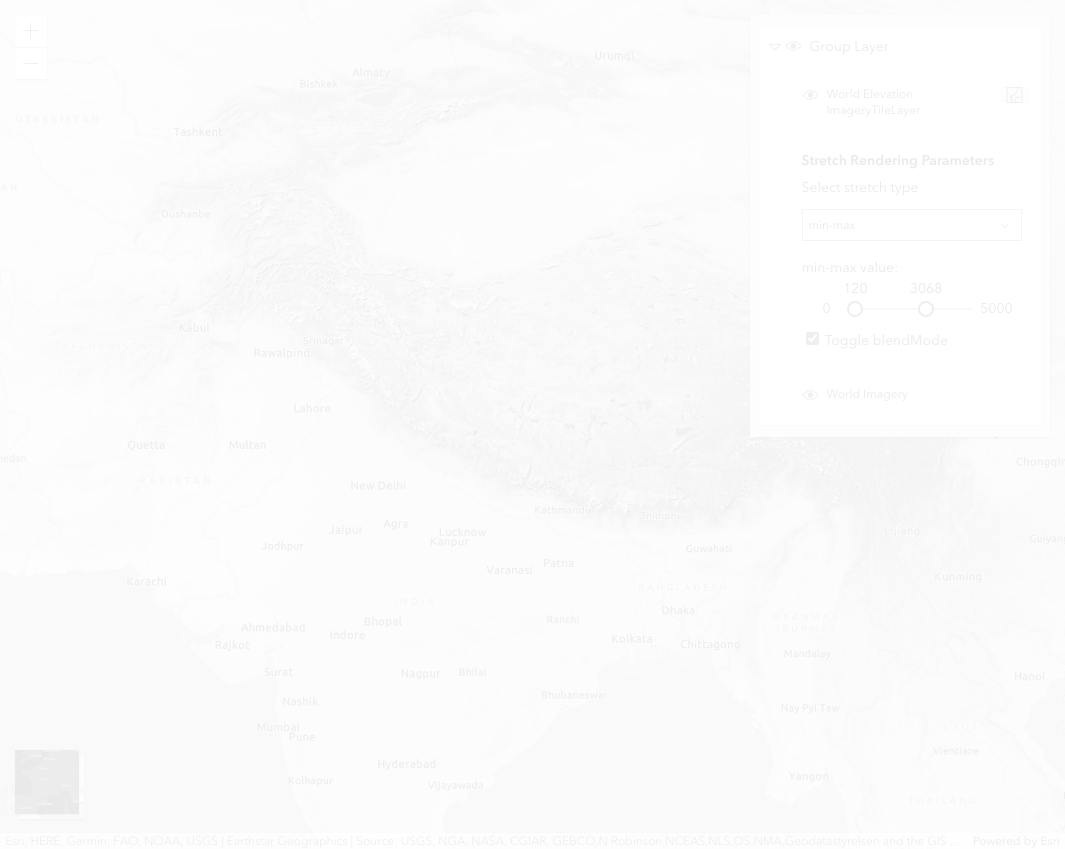 +
Urumqi
Almaty
Bishkek
UZBEKISTAN
Tashkent
AN
Dushanbe
Kabul
AFGHANISTAN
Srinagar
Rawalpindi
Lahore
Quetta
Multan
PAKISTAN
New Delhi
Jaipur
Agra
Lucknow
Kanpur
Jodhpur
Kathmandu
Thimphu
Guwahati
Varanasi
Patna
Karachi
INDIA
BANGLADESH
Dhaka
Ahmedabad
Bhopal
Indore
Ranchi
Rajkot
Kolkata
Chittagong
MYANMAR
(BURMA)
Mandalay
Surat
Nagpur
Bhilai
Nashik
Bhubaneswar
Nay Pyi Taw
Mumbai
Pune
Hyderabad
Kolhapur
Vijayawada
Yangon
Chongqin
Lijiang
Guiyang
Kunming
Hanoi
LAOS
Vientiane
THAILAND
Group Layer
World Elevation
ImageryTileLayer
Stretch Rendering Parameters
Select stretch type
min-max
min-max value:
120 3068
0 5000
Toggle blendMode
World Imagery
Esri, HERE, Garmin, FAO, NOAA, USGS | Earthstar Geographics | Source: USGS, NGA, NASA, CGIAR, GEBCO,N Robinson,NCEAS,NLS,OS,NMA,Geodatastyrelsen and the GIS ... Powered by Esri